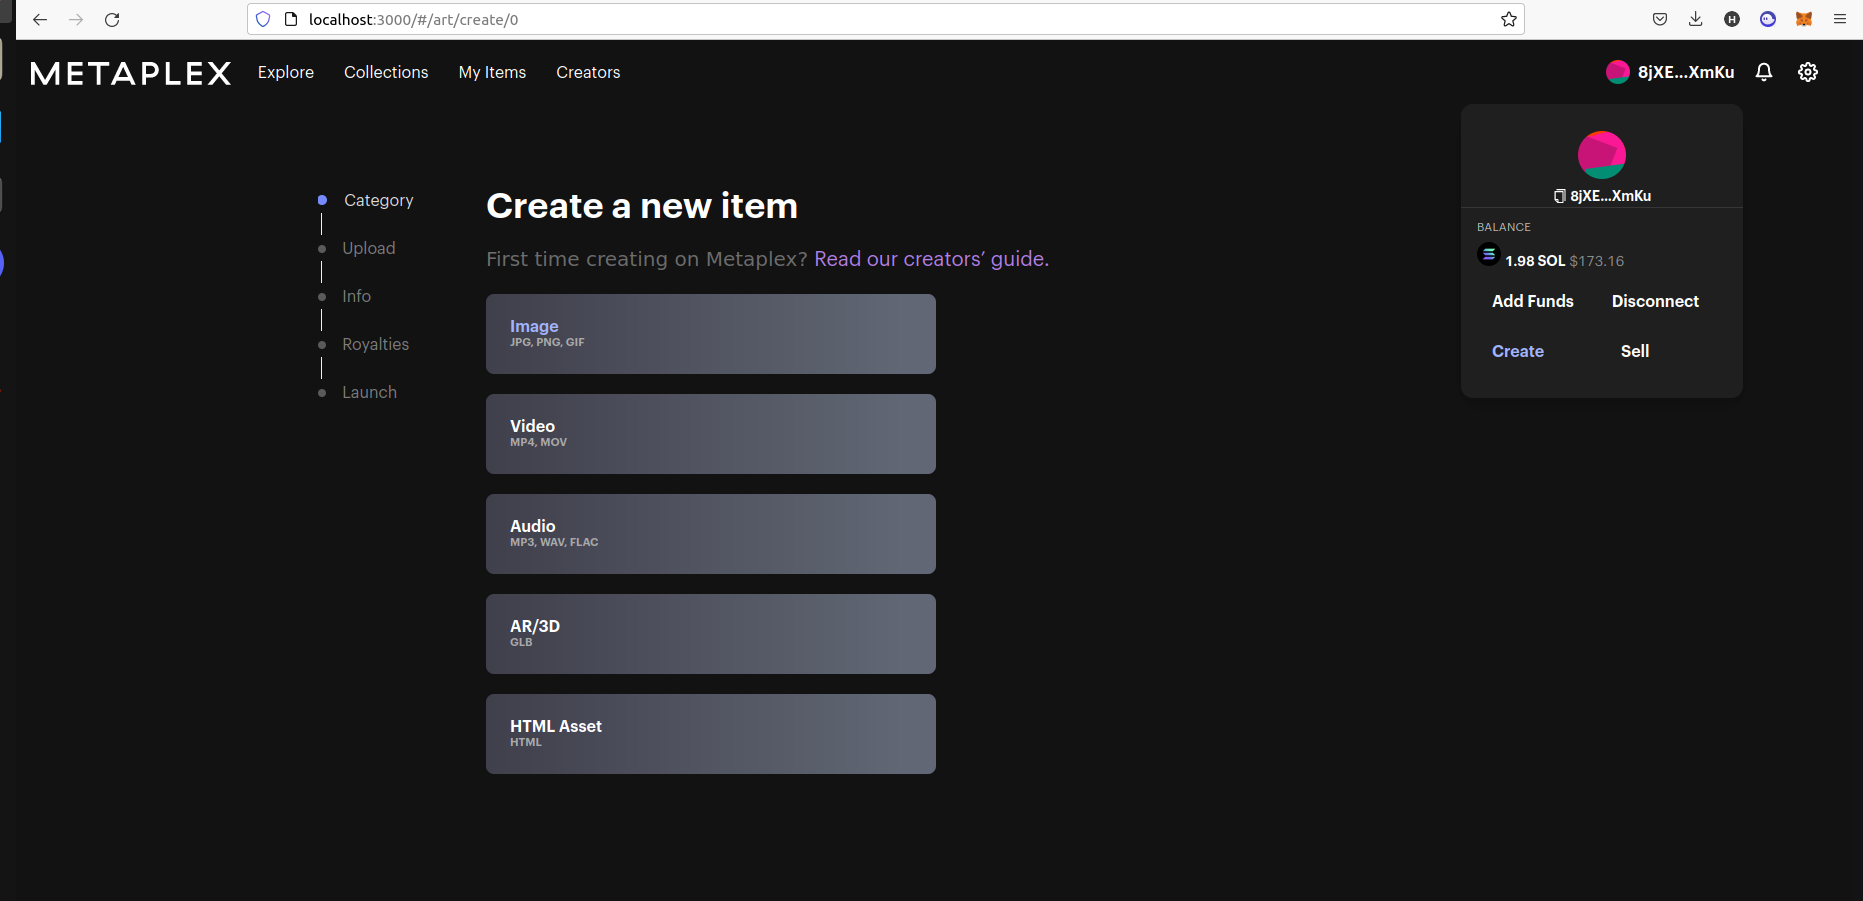 localhost:3000/#/art/create/0
H
METAPLEX Explore Collections My Items Creators
8jXE...XmKu
8jXE...XmKu
BALANCE
1.98 SOL $173.16
Add Funds Disconnect
Create Sell
Category
Upload
Info
Royalties
Launch
Create a new item
First time creating on Metaplex? Read our creators’ guide.
Image
JPG, PNG, GIF
Video
MP4, MOV
Audio
MP3, WAV, FLAC
AR/3D
GLB
HTML Asset
HTML